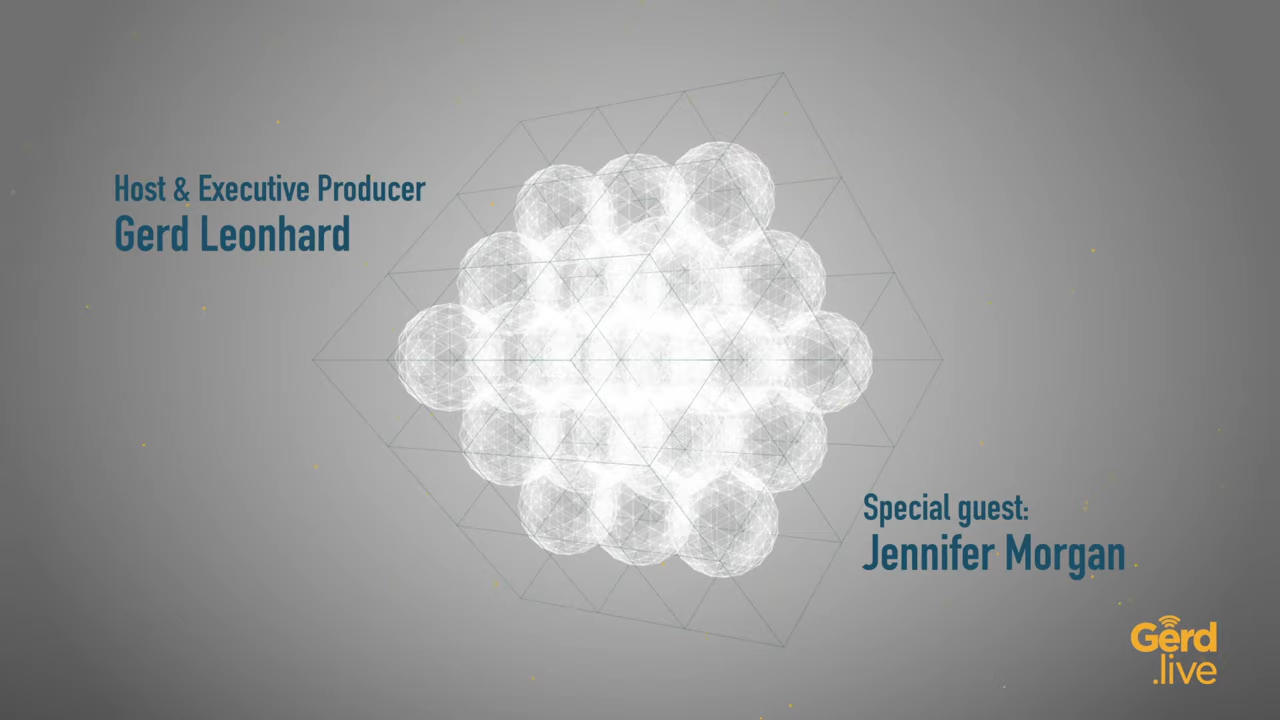 Host & Executive Producer
Gerd Leonhard
Special guest:
Jennifer Morgan
Gerd
.live